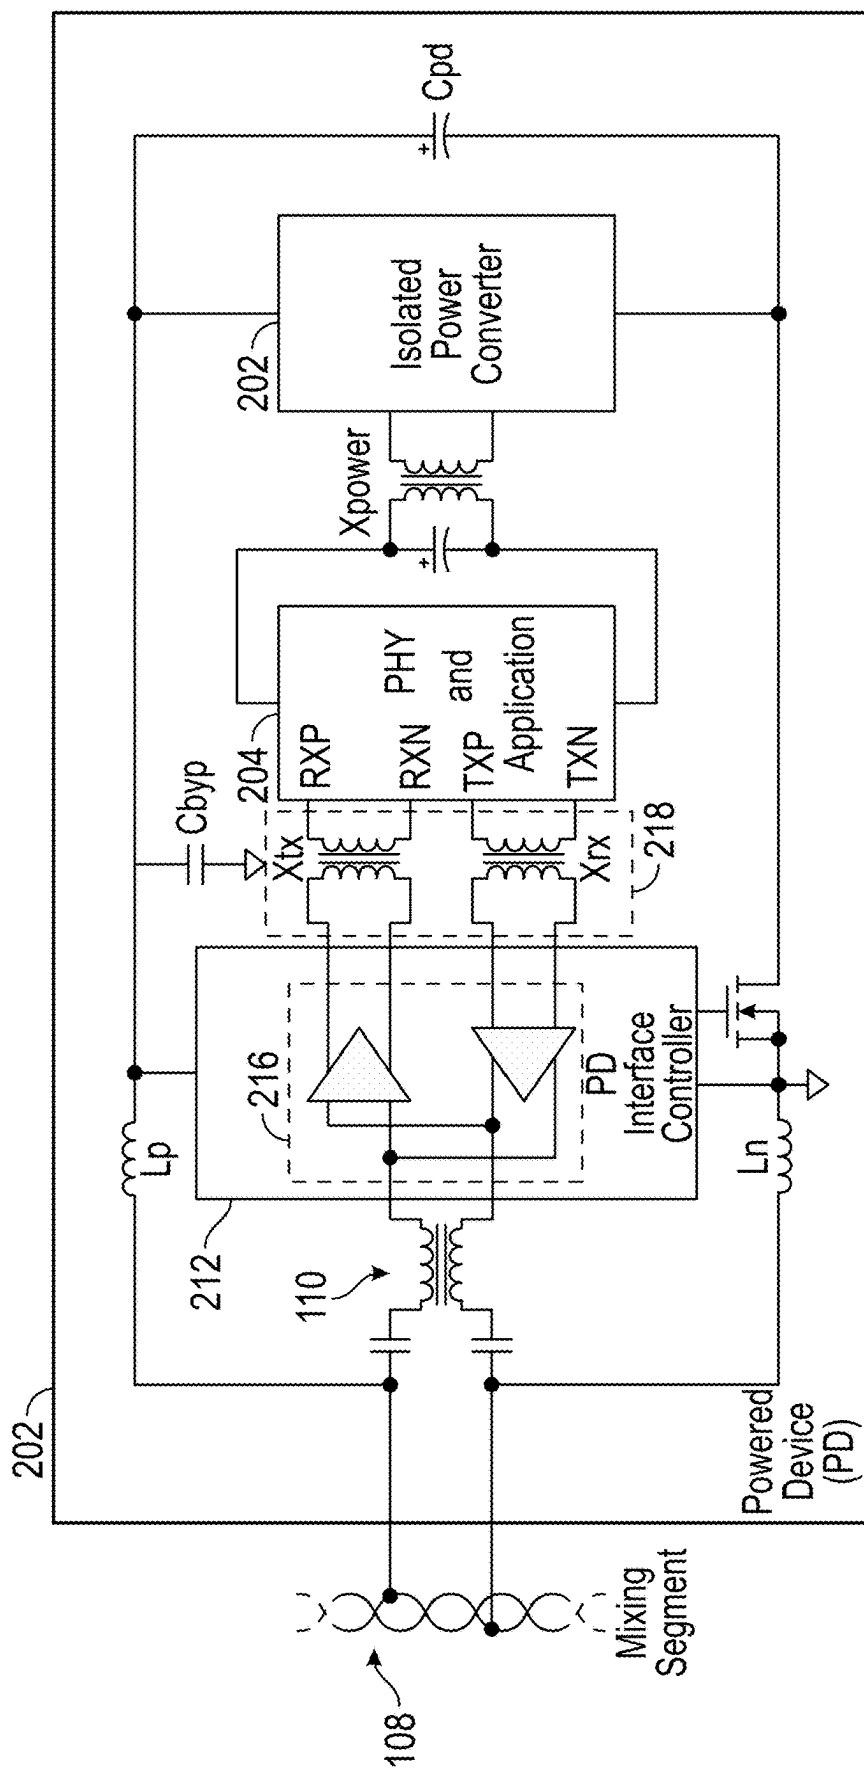 202
Lp
Cbyp
202
Cpd
+
212
216
Xtx
204
RXP
RXN
TXP
TXN
PHY
and
Application
Xpower
+
Isolated
Power
Converter
110
Xrx
218
PD
Interface
Controller
Ln
108
Mixing
Segment
Powered
Device
(PD)